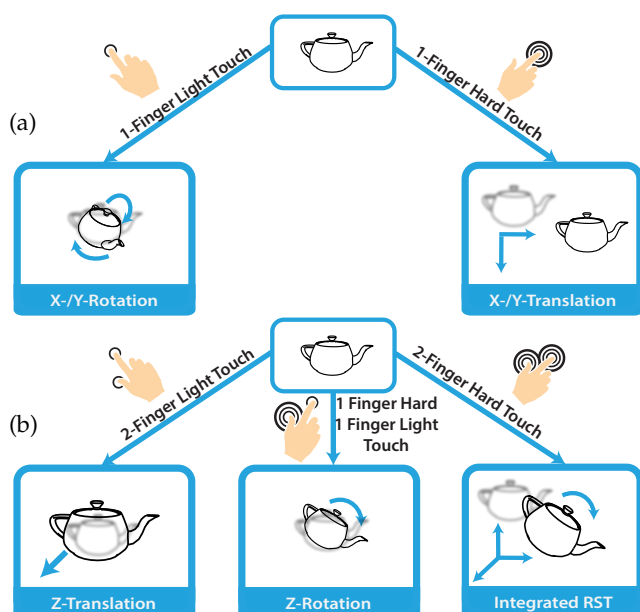 1-Finger Light Touch
1-Finger Hard Touch
(a)
X-/Y-Rotation
X-/Y-Translation
2-Finger Light Touch
2-Finger Hard Touch
1 Finger Hard
1 Finger Light
Touch
(b)
Z-Translation
Z-Rotation
Integrated RST